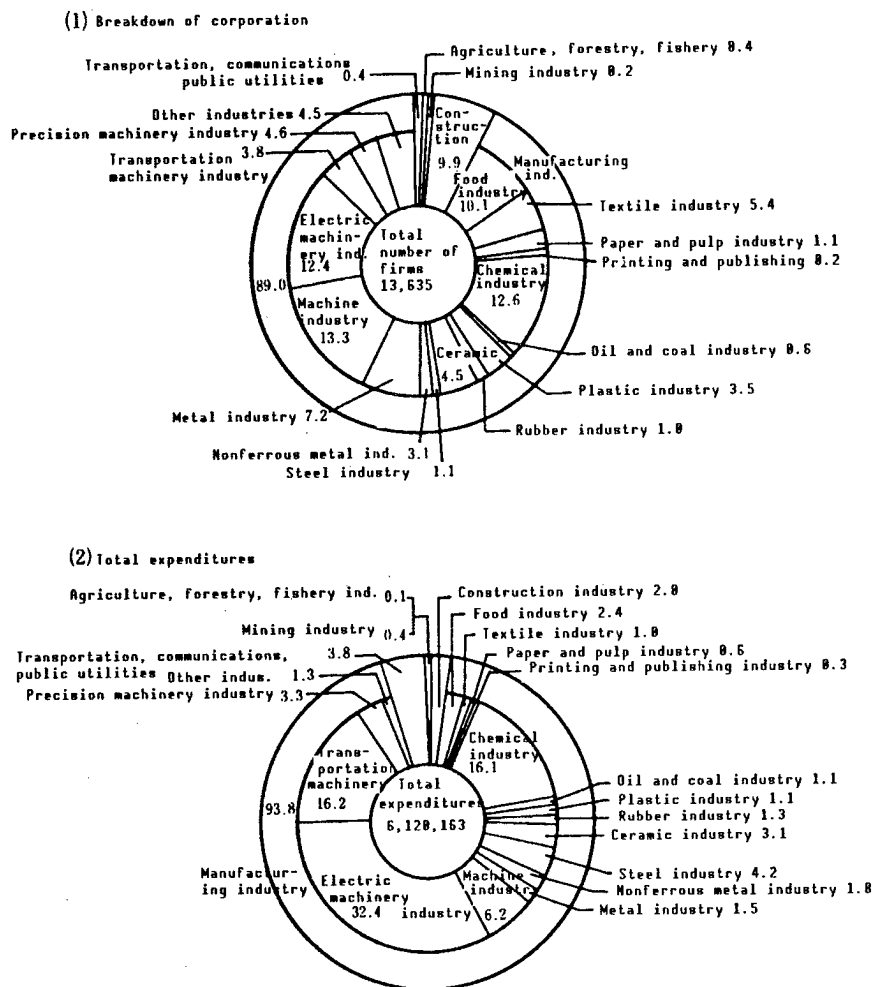 (1) Breakdown of corporation
Agriculture, forestry, fishery 0.4
Transportation, communications
public utilities 0.4
Mining industry 0.2
Other industries 4.5
Con-
struc-
tion
9.9
Precision machinery industry 4.6
Transportation 3.8
machinery industry
Manufacturing
ind.
Food
industry
10.1
Textile industry 5.4
Electric
machin-
ery ind.
12.4
Total
number of
firms
13,635
Paper and pulp industry 1.1
Printing and publishing 0.2
Chemical
industry
12.6
89.0
Machine
industry
13.3
Oil and coal industry 0.6
Ceramic
4.5
Plastic industry 3.5
Metal industry 7.2
Rubber industry 1.0
Nonferrous metal ind. 3.1
Steel industry 1.1
(2) Total expenditures
Agriculture, forestry, fishery ind. 0.1
Construction industry 2.0
Food industry 2.4
Mining industry 0.4
Textile industry 1.0
Transportation, communications, 3.8
public utilities
Paper and pulp industry 0.6
Other indus. 1.3
Printing and publishing industry 0.3
Precision machinery industry 3.3
Chemical
industry
16.1
Trans-
portation
machinery
16.2
Total
expenditures
6,120,163
Oil and coal industry 1.1
Plastic industry 1.1
Rubber industry 1.3
Ceramic industry 3.1
93.8
Manufactur-
ing industry
Electric
machinery
32.4 industry
Machine
industry
6.2
Steel industry 4.2
Nonferrous metal industry 1.8
Metal industry 1.5